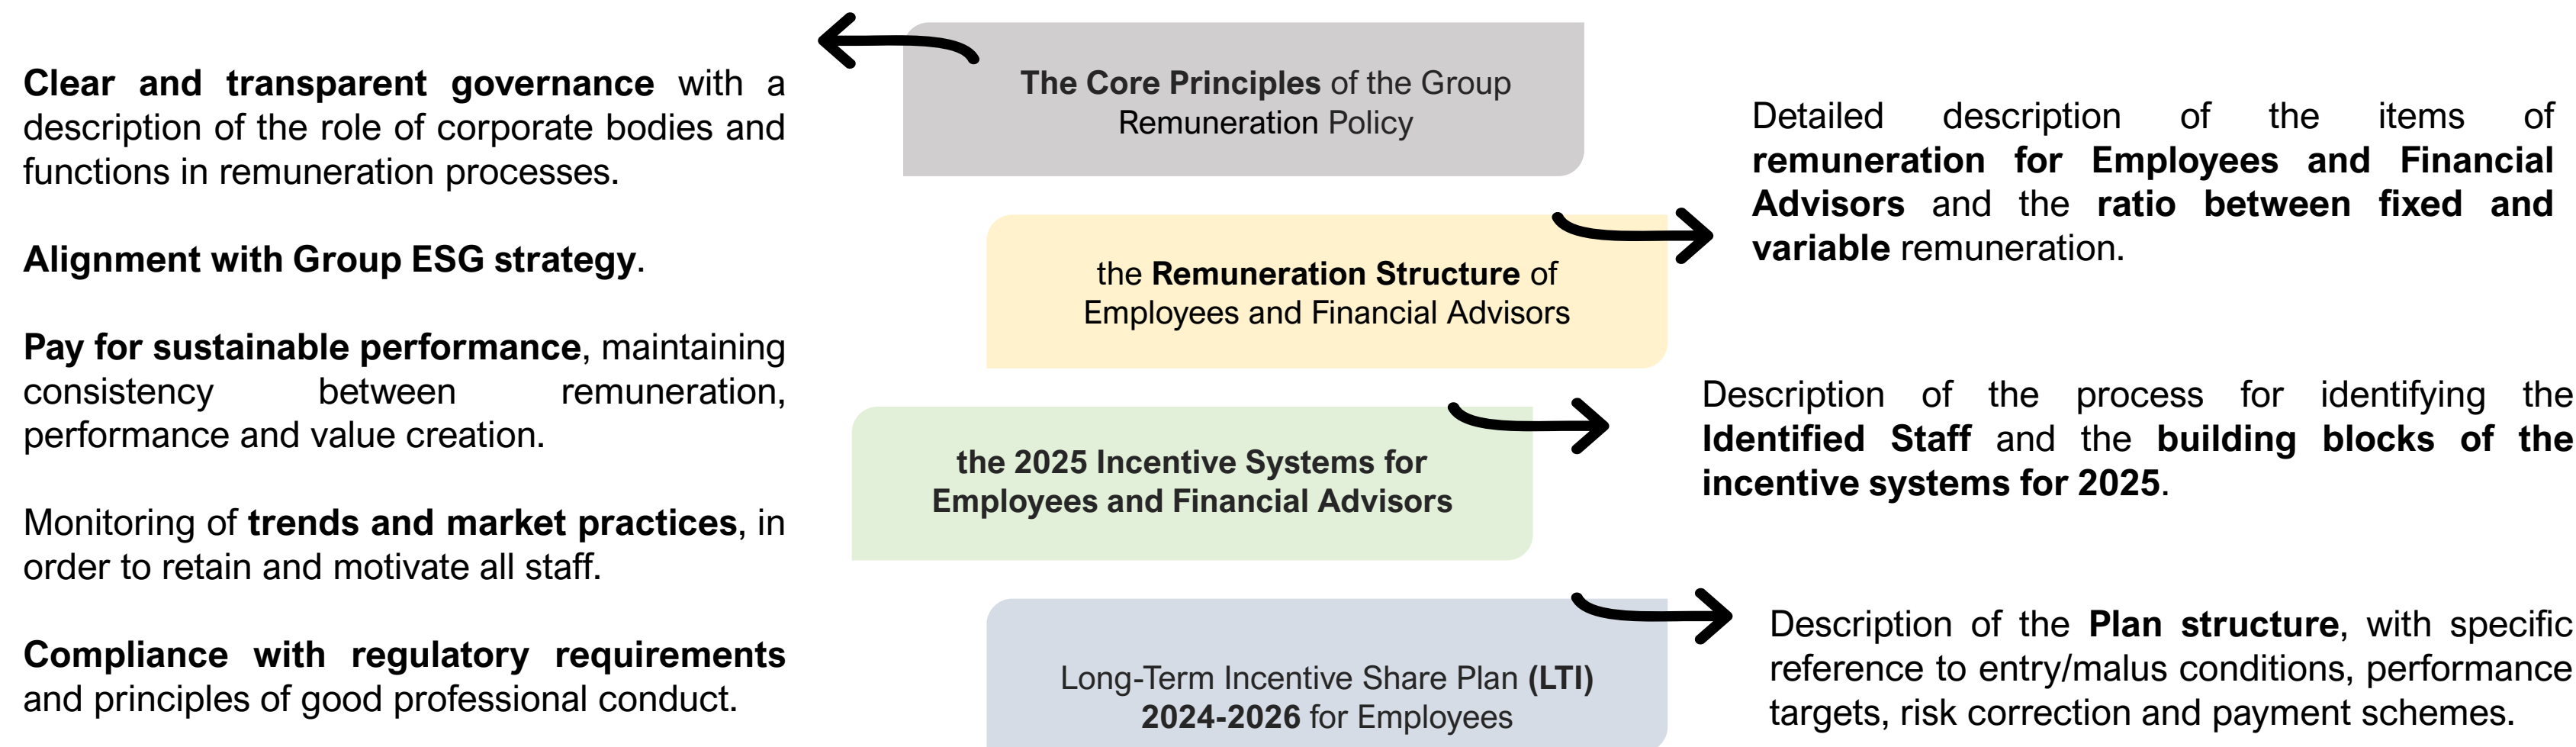 Clear and transparent governance with a
description of the role of corporate bodies and
functions in remuneration processes.
Alignment with Group ESG strategy.
Pay for sustainable performance, maintaining
consistency between remuneration,
performance and value creation.
Monitoring of trends and market practices, in
order to retain and motivate all staff.
Compliance with regulatory requirements
and principles of good professional conduct.
The Core Principles of the Group
Remuneration Policy
the Remuneration Structure of
Employees and Financial Advisors
the 2025 Incentive Systems for
Employees and Financial Advisors
Long-Term Incentive Share Plan (LTI)
2024-2026 for Employees
Detailed description of the items of
remuneration for Employees and Financial
Advisors and the ratio between fixed and
variable remuneration.
Description of the process for identifying the
Identified Staff and the building blocks of the
incentive systems for 2025.
Description of the Plan structure, with specific
reference to entry/malus conditions, performance
targets, risk correction and payment schemes.